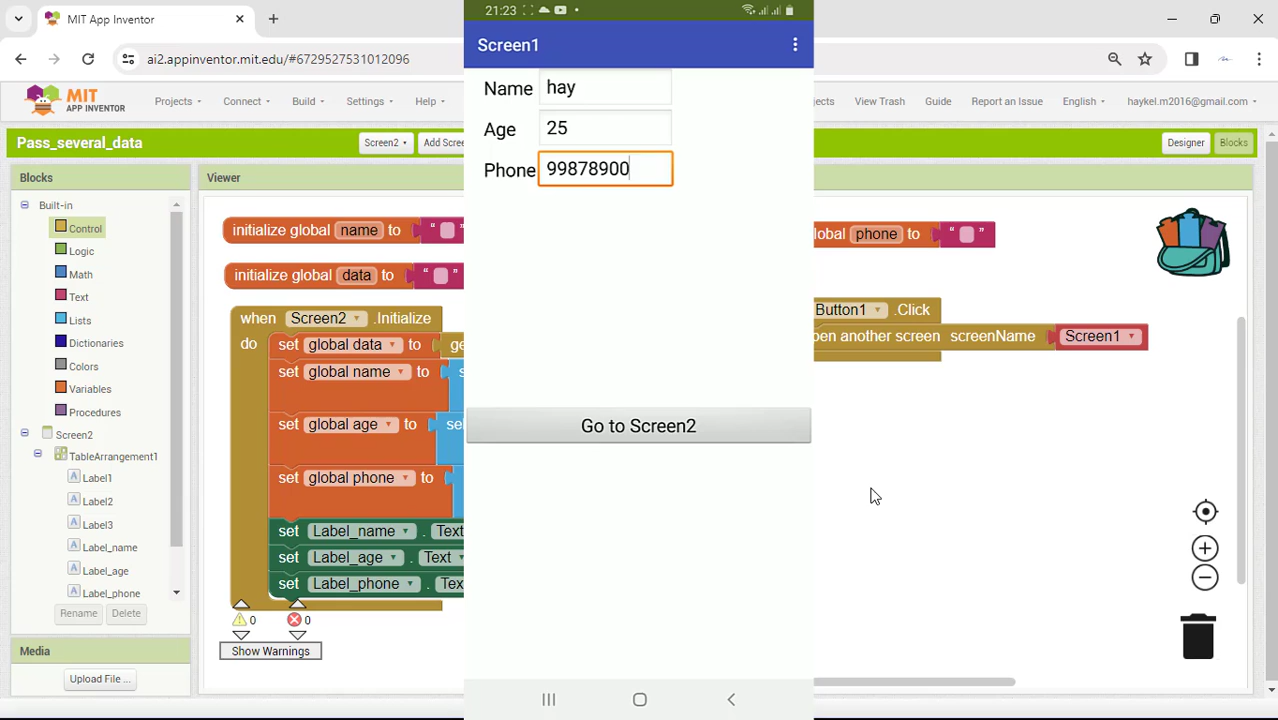 MIT App Inventor
ai2.appinventor.mit.edu/#6729527531012096
MIT
APP INVENTOR
Projects
Connect
Build
Settings
Help
View Trash
Guide
Report an Issue
English
haykel.m2016@gmail.com
Pass_several_data
Screen2
Designer
Blocks
Blocks
Viewer
Built-in
Control
Logic
Math
Text
Lists
Dictionaries
Colors
Variables
Procedures
Screen2
TableArrangement1
Label1
Label2
Label3
Label_name
Label_age
Label_phone
Rename
Delete
Media
Upload File ...
initialize global name to “
initialize global data to “
when Screen2 .Initialize
do
set global data to
set global name to
set global age to
set global phone to
set Label_name . Text
set Label_age . Text
set Label_phone .
0
0
Show Warnings
21:23
Screen1
Name
hay
Age
25
Phone
99878900
Go to Screen2
phone to “ ”
Button1 .Click
another screen screenName Screen1